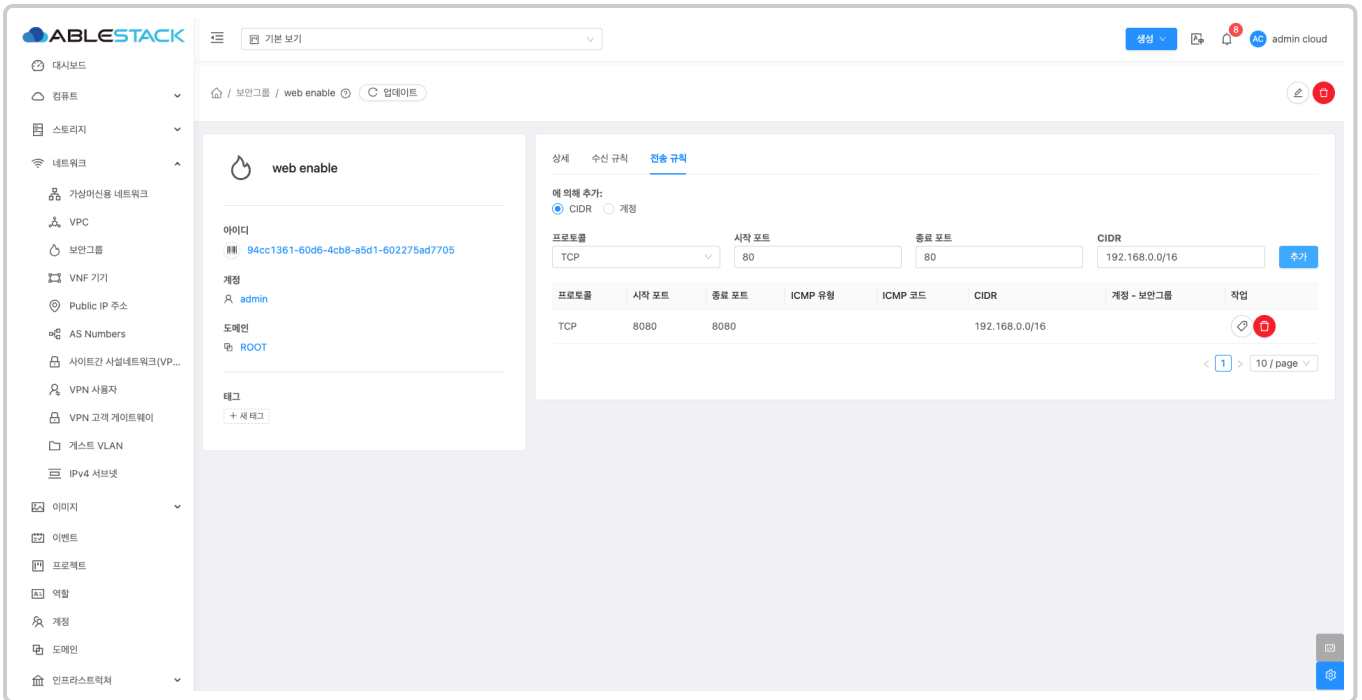 ABLESTACK
기본 보기
생성
8
AC admin cloud
대시보드
컴퓨트
스토리지
네트워크
가상머신용 네트워크
VPC
보안그룹
VNF 기기
Public IP 주소
AS Numbers
사이트간 사설네트워크(VP...
VPN 사용자
VPN 고객 게이트웨이
게스트 VLAN
IPv4 서브넷
이미지
이벤트
프로젝트
역할
계정
도메인
인프라스트럭쳐
/ 보안그룹 / web enable 업데이트
web enable
아이디
94cc1361-60d6-4cb8-a5d1-602275ad7705
계정
admin
도메인
ROOT
태그
+ 새 태그
상세 수신 규칙 전송 규칙
에 의해 추가:
CIDR 계정
프로토콜 시작 포트 종료 포트 CIDR
TCP 80 80 192.168.0.0/16 추가
프로토콜 시작 포트 종료 포트 ICMP 유형 ICMP 코드 CIDR 계정 - 보안그룹 작업
TCP 8080 8080 192.168.0.0/16
< 1 > 10 / page